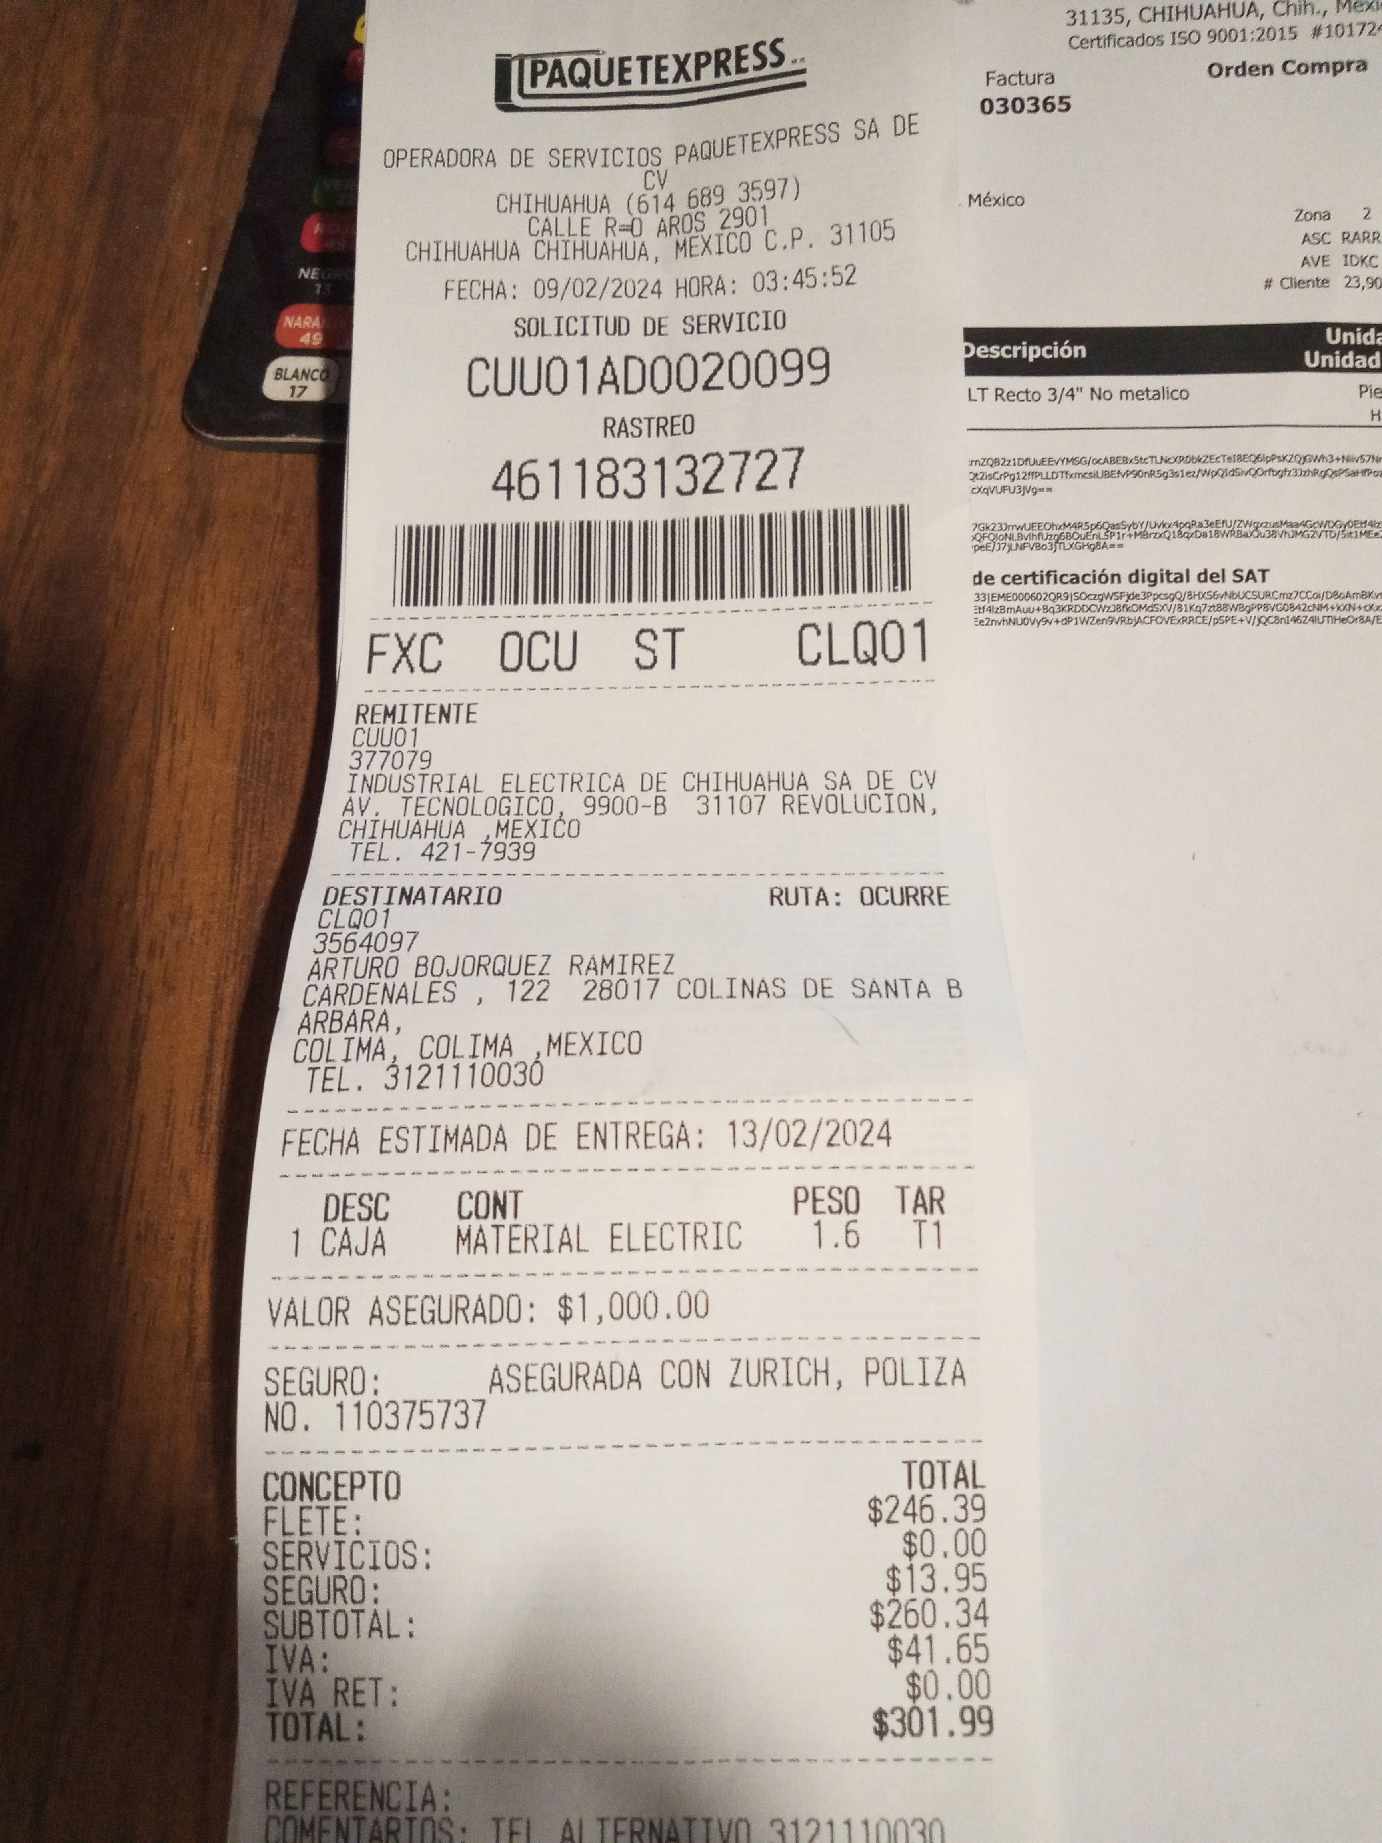 PAQUETEXPRESS
OPERADORA DE SERVICIOS PAQUETEXPRESS SA DE
CV
CHIHUAHUA (614 689 3597)
CALLE R=O AROS 2901
CHIHUAHUA CHIHUAHUA, MEXICO C.P. 31105
FECHA: 09/02/2024 HORA: 03:45:52
SOLICITUD DE SERVICIO
CUU01AD0020099
RASTREO
461183132727
FXC OCU ST CLQ01
REMITENTE
CUU01
377079
INDUSTRIAL ELECTRICA DE CHIHUAHUA SA DE CV
AV. TECNOLOGICO, 9900-B 31107 REVOLUCION,
CHIHUAHUA ,MEXICO
TEL. 421-7939
DESTINATARIO RUTA: OCURRE
CLQ01
3564097
ARTURO BOJORQUEZ RAMIREZ
CARDENALES , 122 28017 COLINAS DE SANTA B
ARBARA,
COLIMA, COLIMA ,MEXICO
TEL. 3121110030
FECHA ESTIMADA DE ENTREGA: 13/02/2024
DESC CONT PESO TAR
1 CAJA MATERIAL ELECTRIC 1.6 T1
VALOR ASEGURADO: $1,000.00
SEGURO: ASEGURADA CON ZURICH, POLIZA
NO. 110375737
CONCEPTO TOTAL
FLETE: $246.39
SERVICIOS: $0.00
SEGURO: $13.95
SUBTOTAL: $260.34
IVA: $41.65
IVA RET: $0.00
TOTAL: $301.99
REFERENCIA:
COMENTARIOS: TEL ALTERNATIVO 3121110030
31135, CHIHUAHUA, Chih.,
Certificados ISO 9001:2015 #101724
Factura Orden Compra
030365
México
Zona 2
ASC RARR
AVE IDKC
# Cliente 23,90
Descripción Unida
Unidad
LT Recto 3/4" No metalico Pie
H
de certificación digital del SAT
NEGRO
13
NARAN
49
BLANCO
17